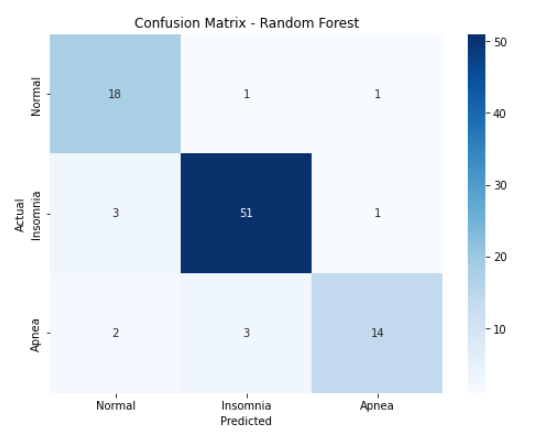 Confusion Matrix - Random Forest
Actual
Normal
18 1 1
Insomnia
3 51 1
Apnea
2 3 14
Normal Insomnia Apnea
Predicted
50
40
30
20
10